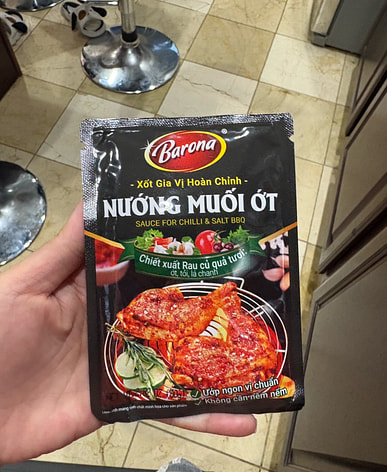 Barona
- Xốt Gia Vị Hoàn Chỉnh -
NƯỚNG MUỐI ỚT
SAUCE FOR CHILLI & SALT BBQ
Chiết xuất Rau củ quả tươi
ớt, tỏi, lá chanh
Ướp ngon vị chuẩn
Không cần nêm nếm